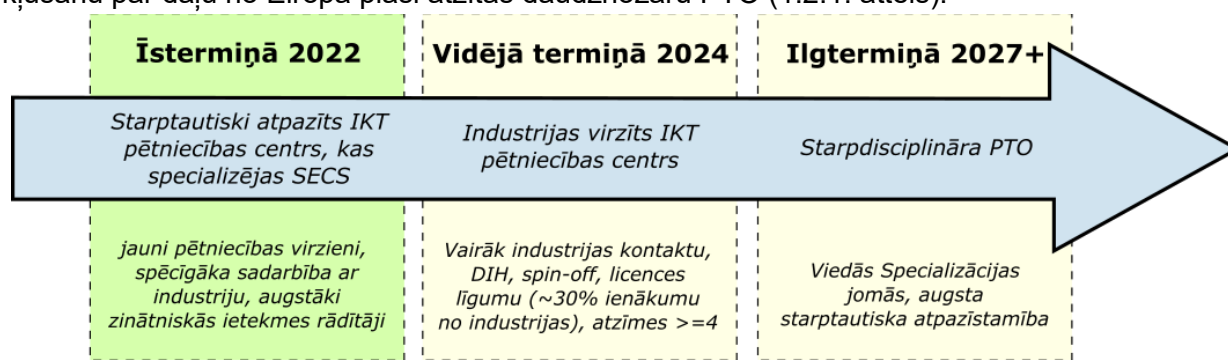 kļūšanu par daļu no Eiropā plaši atzītas daudznozaru PTO (1.2.1. attēls).
Īstermiņā 2022
Vidējā termiņā 2024
Ilgtermiņā 2027+
Starptautiski atpazīts IKT
pētniecības centrs, kas
specializējas SECS
Industrijas virzīts IKT
pētniecības centrs
Starpdisciplināra PTO
jauni pētniecības virzieni,
spēcīgāka sadarbība ar
industriju, augstāki
zinātniskās ietekmes rādītāji
Vairāk industrijas kontaktu,
DIH, spin-off, licences
līgumu (~30% ienākumu
no industrijas), atzīmes >=4
Viedās Specializācijas
jomās, augsta
starptautiska atpazīstamība